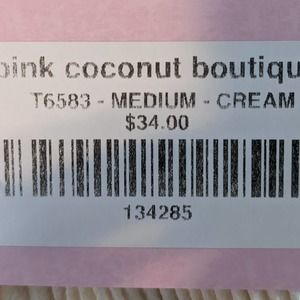 pink coconut boutiqu
T6583 - MEDIUM - CREAM
$34.00
134285